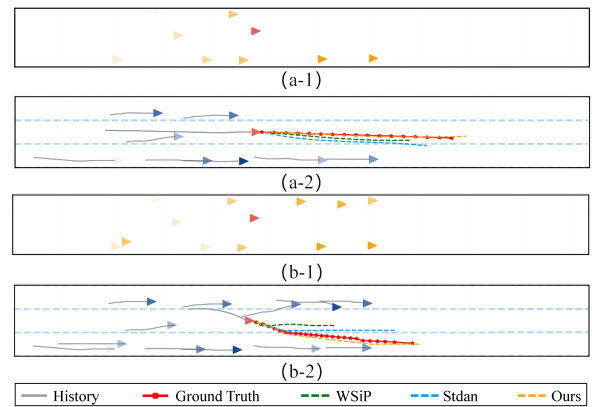 (a-1)
(a-2)
(b-1)
(b-2)
History Ground Truth WSiP Stdan Ours